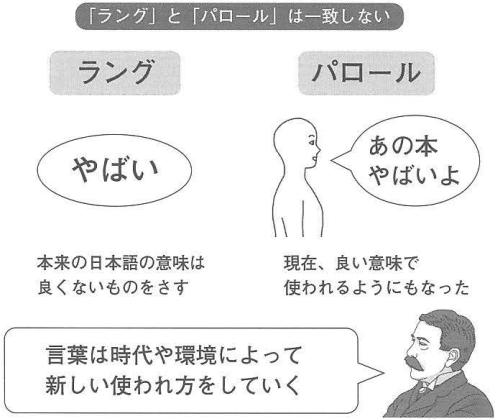 「ラング」と「パロール」は一致しない
ラング
パロール
やばい
あの本
やばいよ
本来の日本語の意味は
良くないものをさす
現在、良い意味で
使われるようにもなった
言葉は時代や環境によって
新しい使われ方をしていく